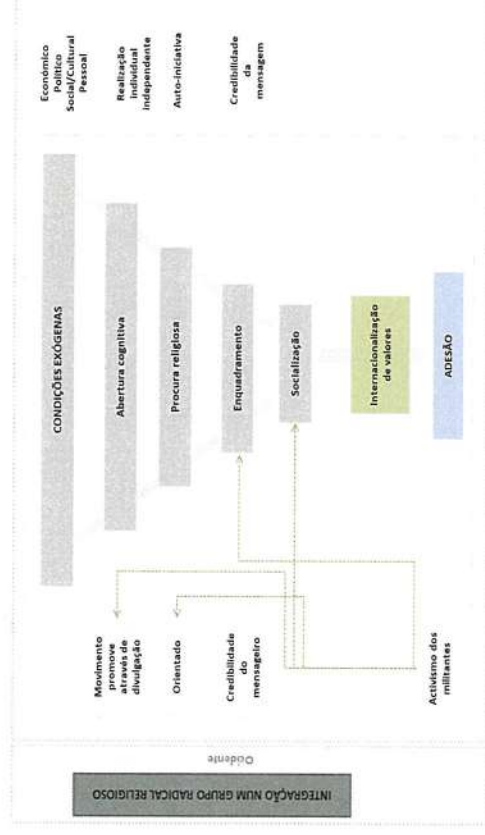 INTEGRAÇÃO NUM GRUPO RADICAL RELIGIOSO
Ocidente
CONDIÇÕES EXÓGENAS
Económico
Político
Social/Cultural
Pessoal
Movimento
promove
através de
divulgação
Abertura cognitiva
Realização
individual
independente
Orientado
Procura religiosa
Auto-iniciativa
Credibilidade
do
mensageiro
Enquadramento
Credibilidade
da
mensagem
Socialização
Internacionalização
de valores
Activismo dos
militantes
ADESÃO